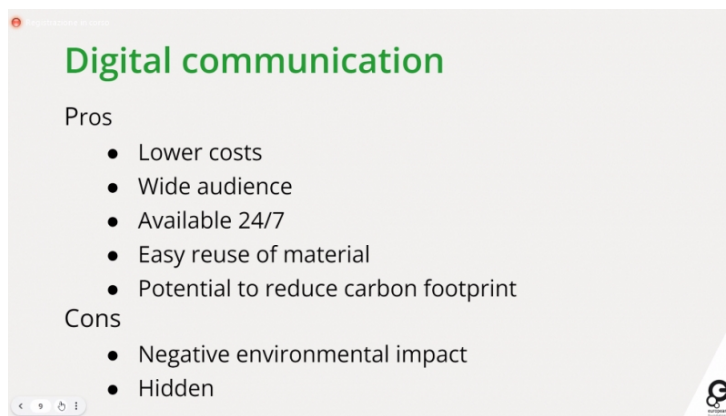 Digital communication
Pros
● Lower costs
● Wide audience
● Available 24/7
● Easy reuse of material
● Potential to reduce carbon footprint
Cons
● Negative environmental impact
● Hidden
9